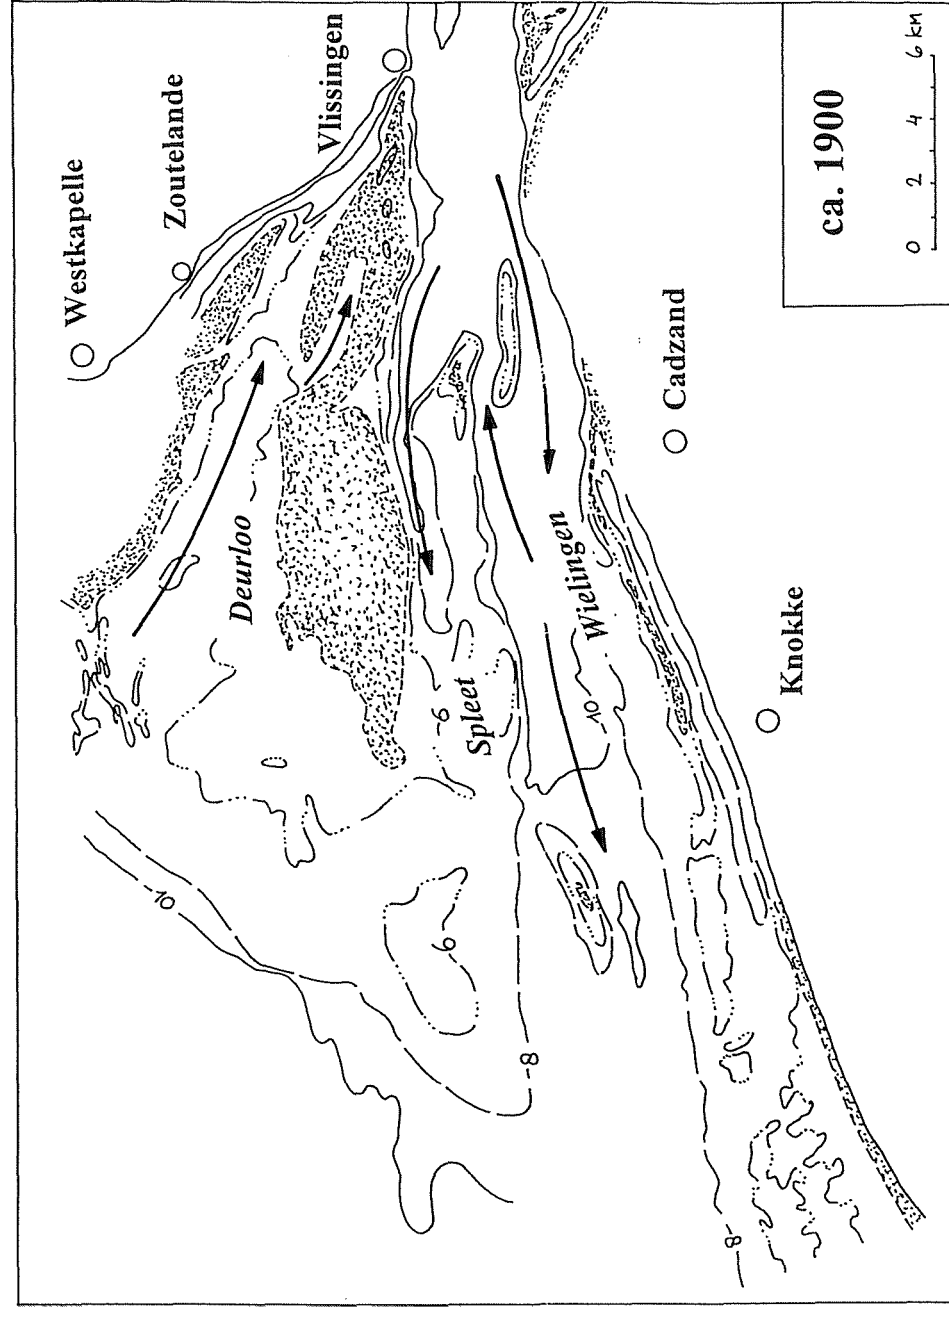 Westkapelle
Zoutelande
Vlissingen
ca. 1900
0 2 4 6 km
Deurloo
Spleet
Wielingen
Cadzand
Knokke
-10
-6
10
6
-8
-8